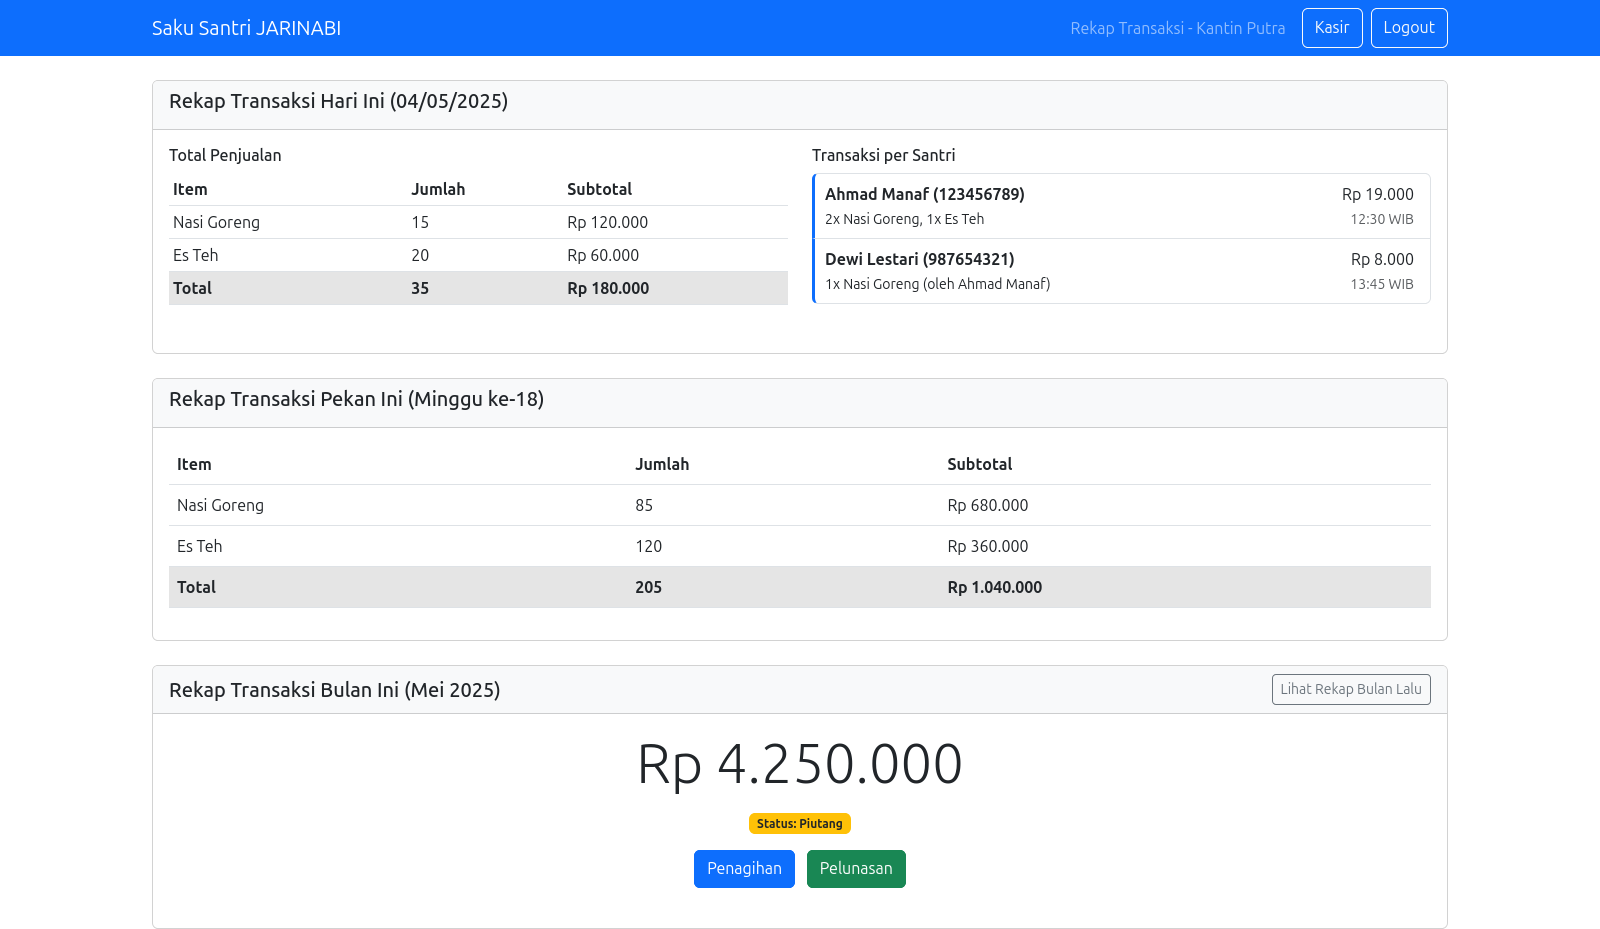 Saku Santri JARINABI
Rekap Transaksi - Kantin Putra
Kasir
Logout
Rekap Transaksi Hari Ini (04/05/2025)
Total Penjualan
Item Jumlah Subtotal
Nasi Goreng 15 Rp 120.000
Es Teh 20 Rp 60.000
Total 35 Rp 180.000
Transaksi per Santri
Ahmad Manaf (123456789) Rp 19.000
2x Nasi Goreng, 1x Es Teh 12:30 WIB
Dewi Lestari (987654321) Rp 8.000
1x Nasi Goreng (oleh Ahmad Manaf) 13:45 WIB
Rekap Transaksi Pekan Ini (Minggu ke-18)
Item Jumlah Subtotal
Nasi Goreng 85 Rp 680.000
Es Teh 120 Rp 360.000
Total 205 Rp 1.040.000
Rekap Transaksi Bulan Ini (Mei 2025)
Lihat Rekap Bulan Lalu
Rp 4.250.000
Status: Piutang
Penagihan
Pelunasan